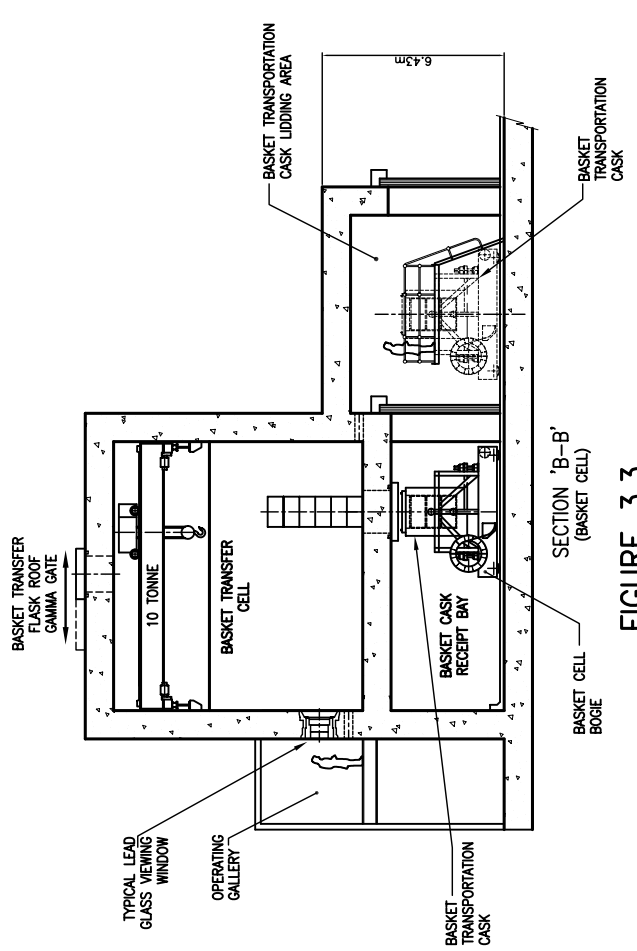 BASKET TRANSFER
FLASK ROOF
GAMMA GATE
10 TONNE
BASKET TRANSFER
CELL
TYPICAL LEAD
GLASS VIEWING
WINDOW
OPERATING
GALLERY
BASKET
TRANSPORTATION
CASK
BASKET CASK
RECEIPT BAY
BASKET CELL
BOGIE
BASKET TRANSPORTATION
CASK LIDDING AREA
6.43m
BASKET
TRANSPORTATION
CASK
SECTION 'B-B'
(BASKET CELL)
FIGURE 3.3